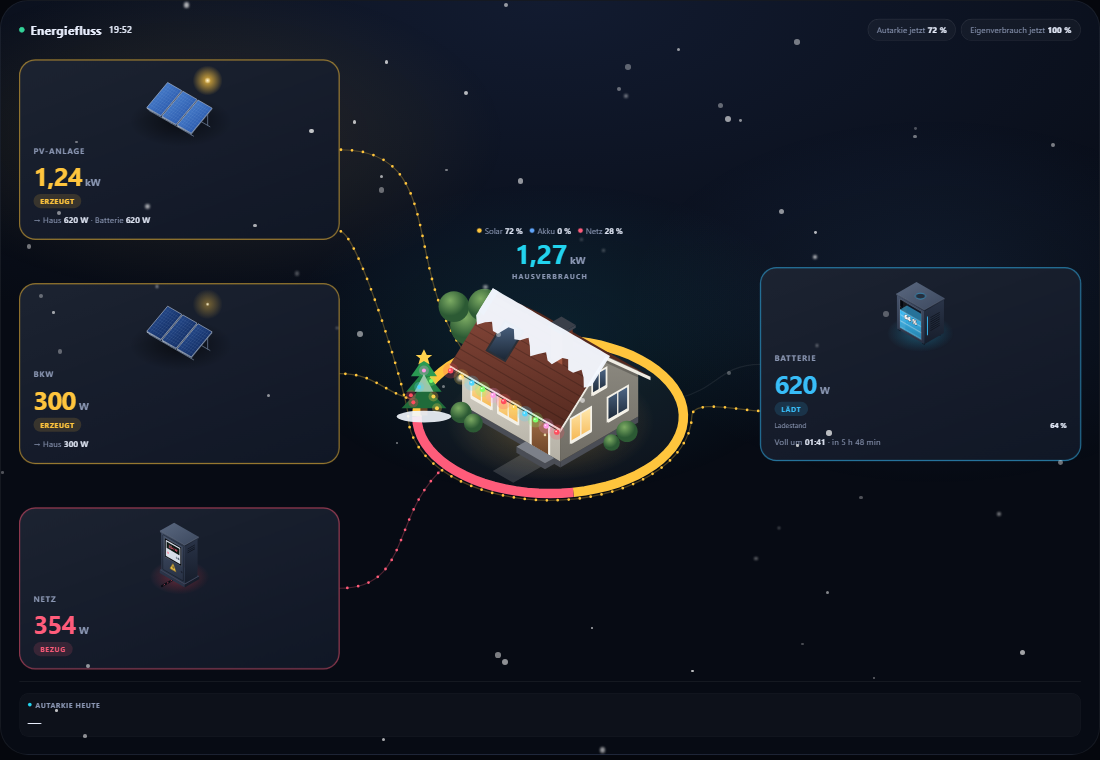 Energiefluss 19:52
Autarkie jetzt 72 %
Eigenverbrauch jetzt 100 %
PV-ANLAGE
1,24 kW
ERZEUGT
→ Haus 620 W · Batterie 620 W
BKW
300 W
ERZEUGT
→ Haus 300 W
NETZ
354 W
BEZUG
Solar 72 % Akku 0 % Netz 28 %
1,27 kW
HAUSVERBRAUCH
64 %
BATTERIE
620 W
LÄDT
Ladestand 64 %
Voll um 01:41 · in 5 h 48 min
AUTARKIE HEUTE
—